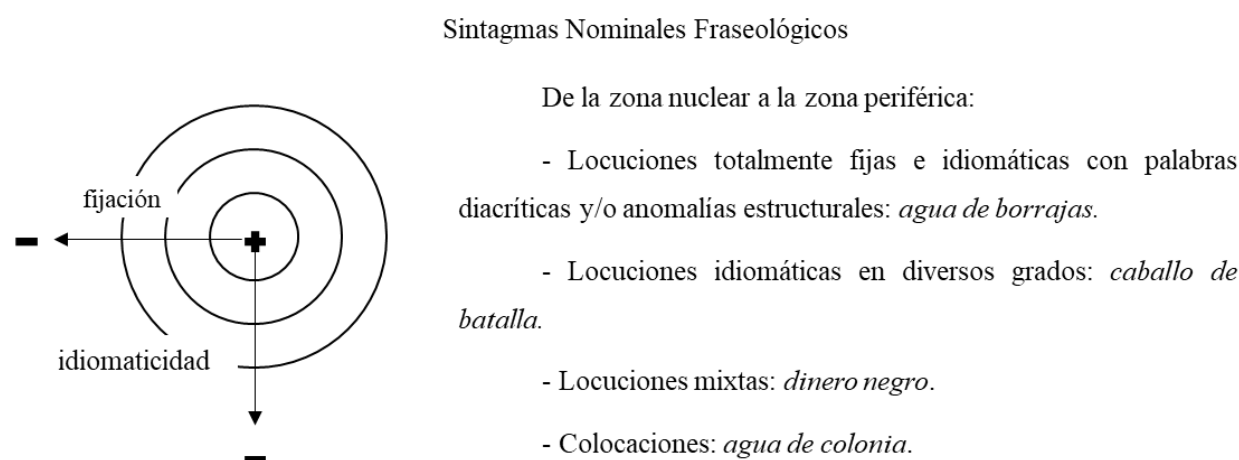 Sintagmas Nominales Fraseológicos
De la zona nuclear a la zona periférica:
- Locuciones totalmente fijas e idiomáticas con palabras
diacríticas y/o anomalías estructurales: agua de borrajas.
- Locuciones idiomáticas en diversos grados: caballo de
batalla.
- Locuciones mixtas: dinero negro.
- Colocaciones: agua de colonia.
fijación
- +
idiomaticidad
-